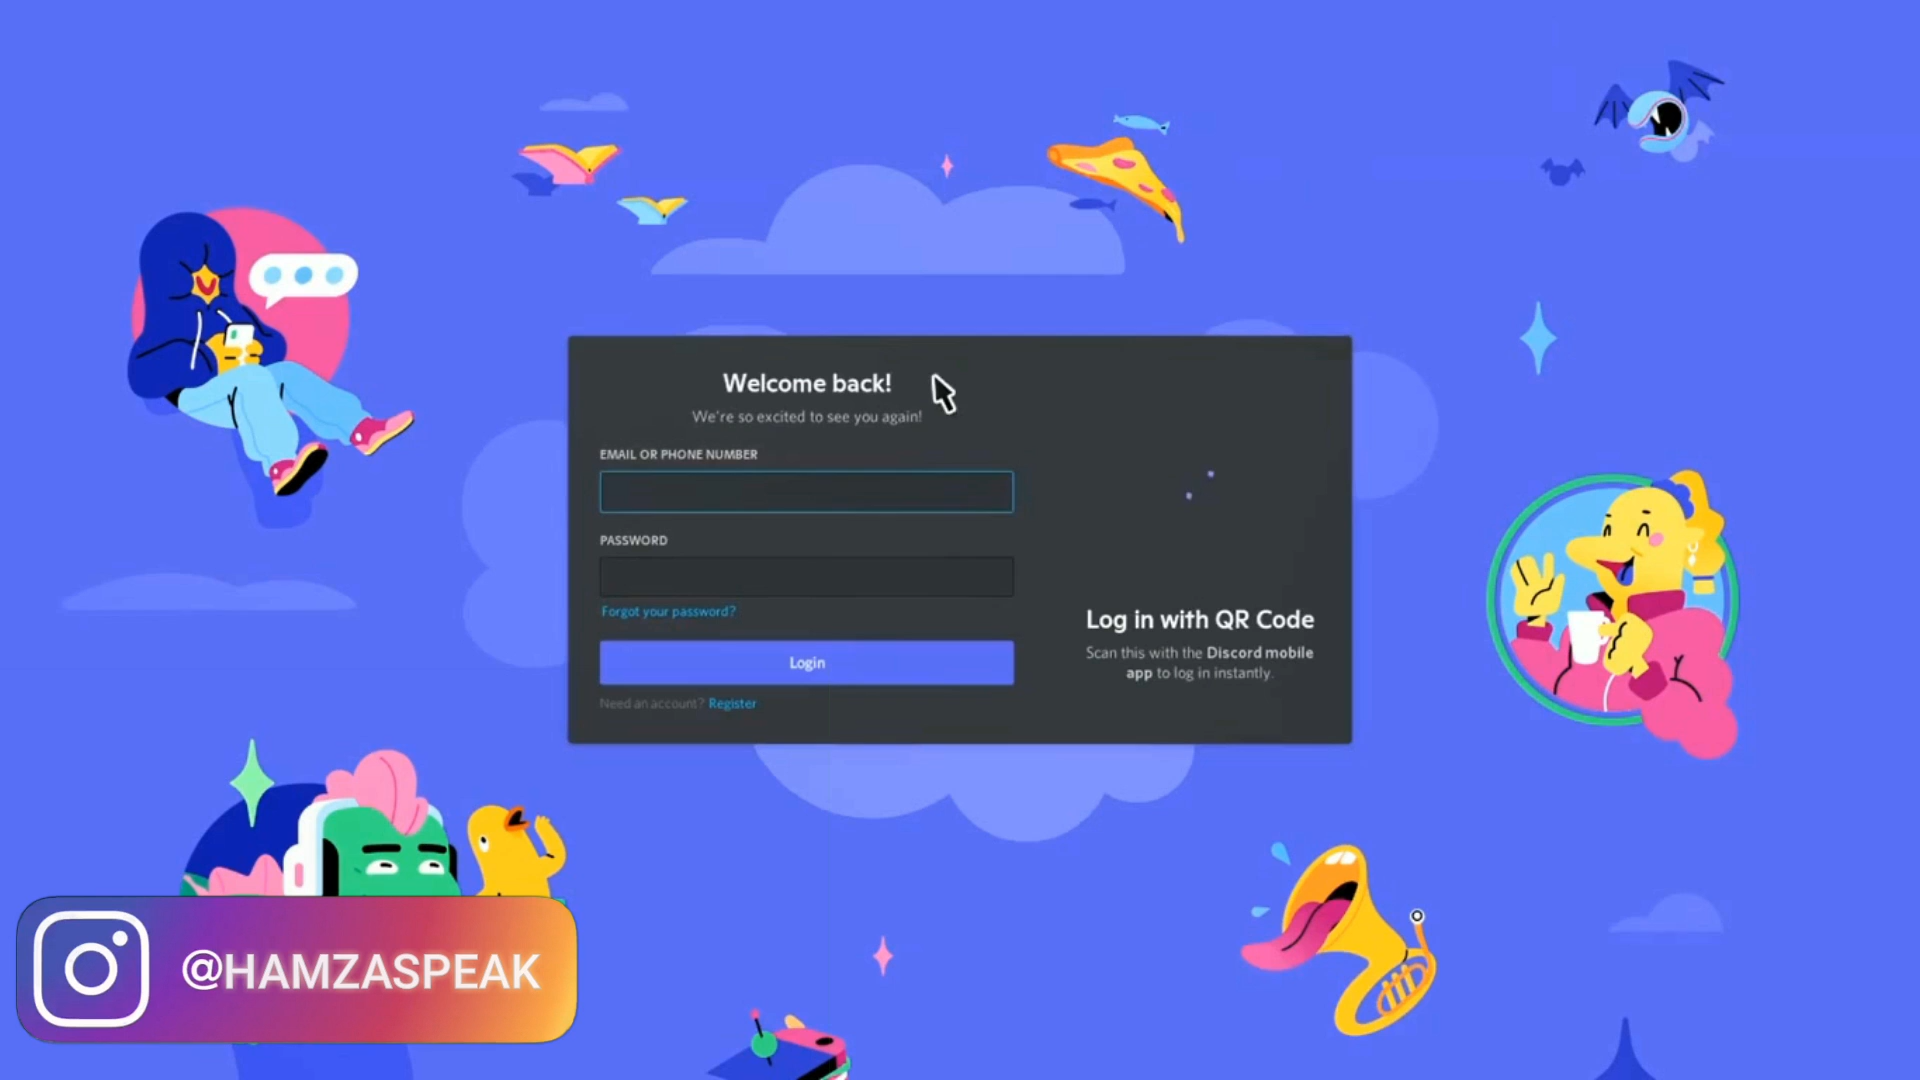 Welcome back!
We're so excited to see you again!
EMAIL OR PHONE NUMBER
PASSWORD
Forgot your password?
Login
Need an account? Register
Log in with QR Code
Scan this with the Discord mobile
app to log in instantly.
@HAMZASPEAK